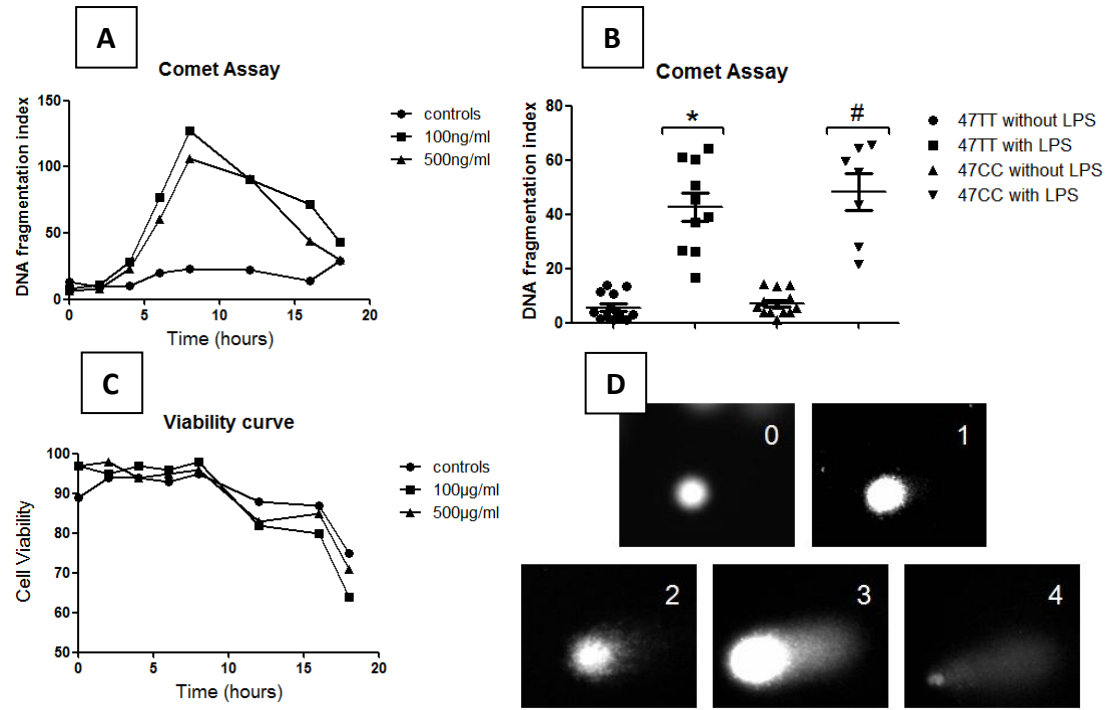 A
Comet Assay
DNA fragmentation index
150
100
50
0
0
5
10
15
20
Time (hours)
controls
100ng/ml
500ng/ml
B
Comet Assay
DNA fragmentation index
80
60
40
20
0
*
#
47TT without LPS
47TT with LPS
47CC without LPS
47CC with LPS
C
Viability curve
Cell Viability
100
90
80
70
60
50
0
5
10
15
20
Time (hours)
controls
100µg/ml
500µg/ml
D
0
1
2
3
4